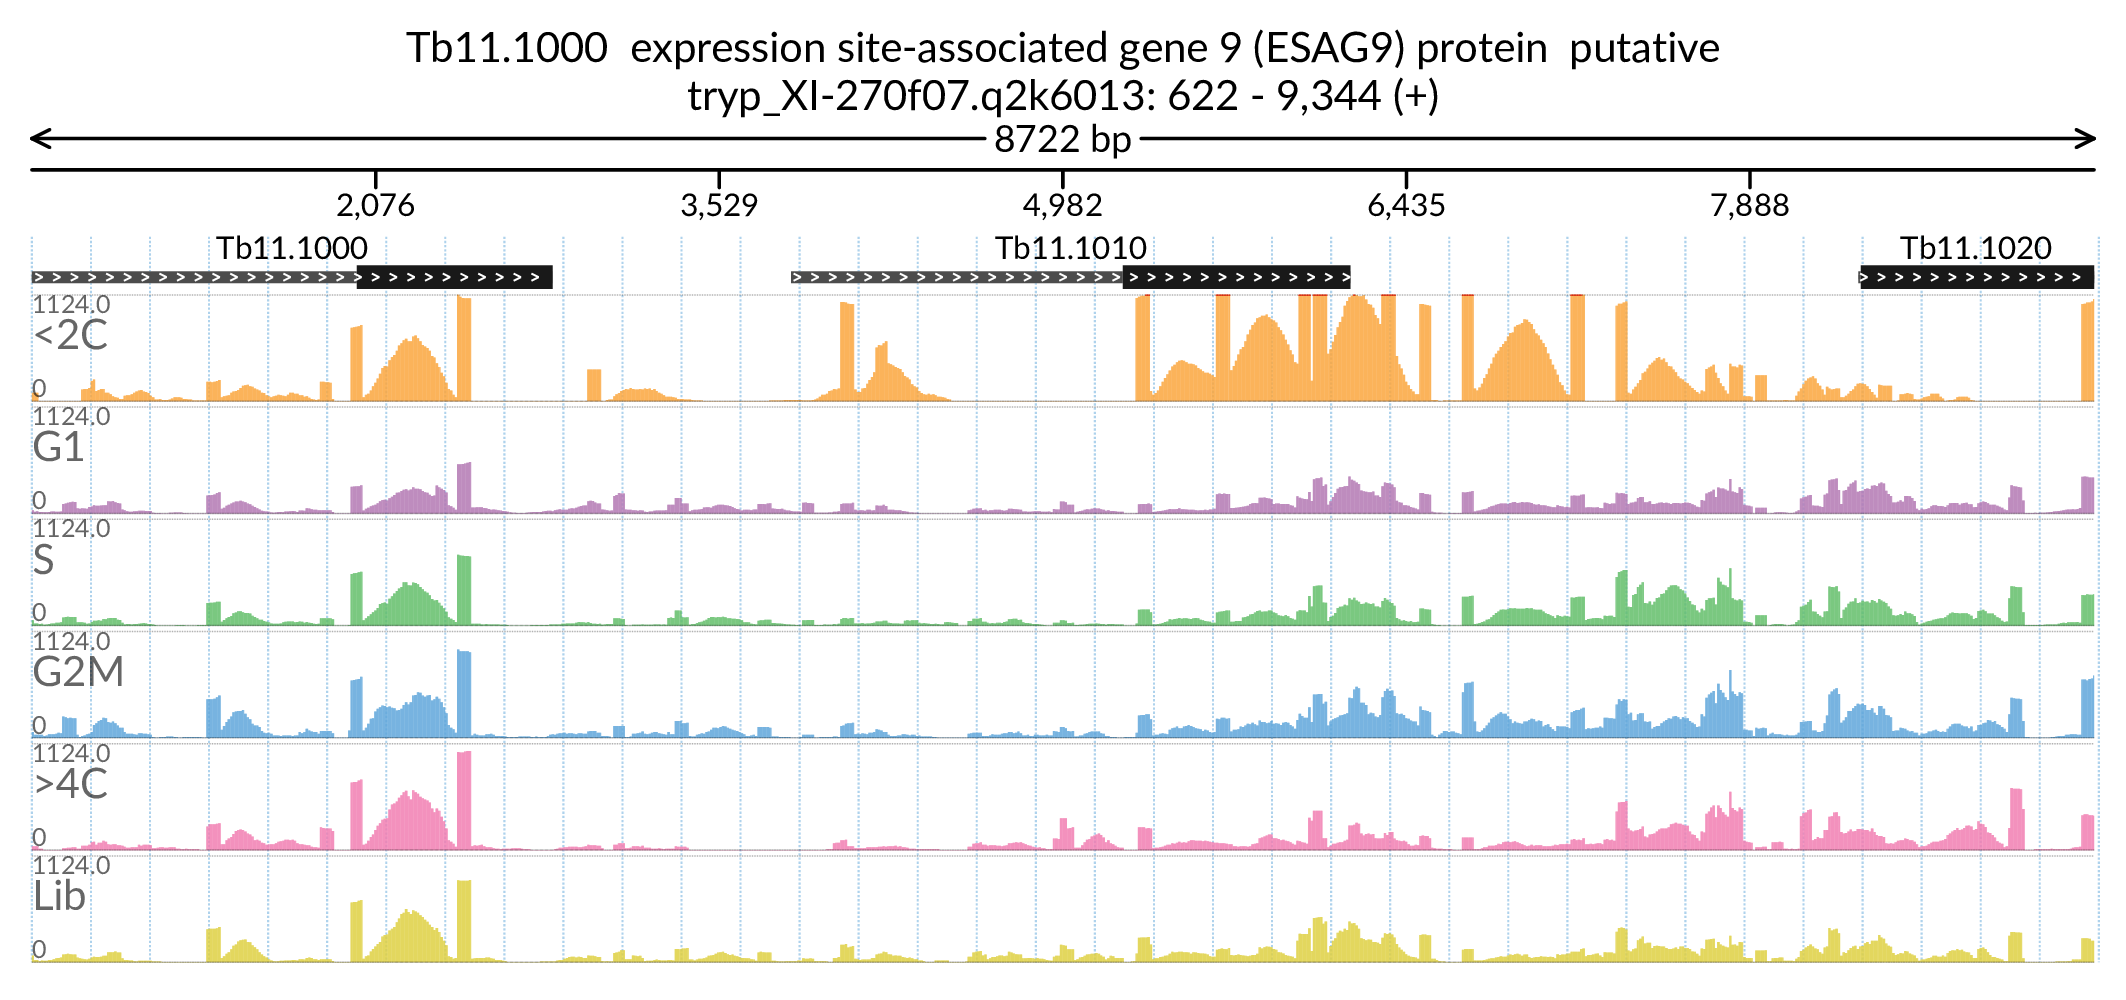 Tb11.1000  expression site-associated gene 9 (ESAG9) protein  putative
tryp_XI-270f07.q2k6013: 622 - 9,344 (+)
8722 bp
2,076 3,529 4,982 6,435 7,888
Tb11.1000 Tb11.1010 Tb11.1020
1124.0
<2C
0
1124.0
G1
0
1124.0
S
0
1124.0
G2M
0
1124.0
>4C
0
1124.0
Lib
0